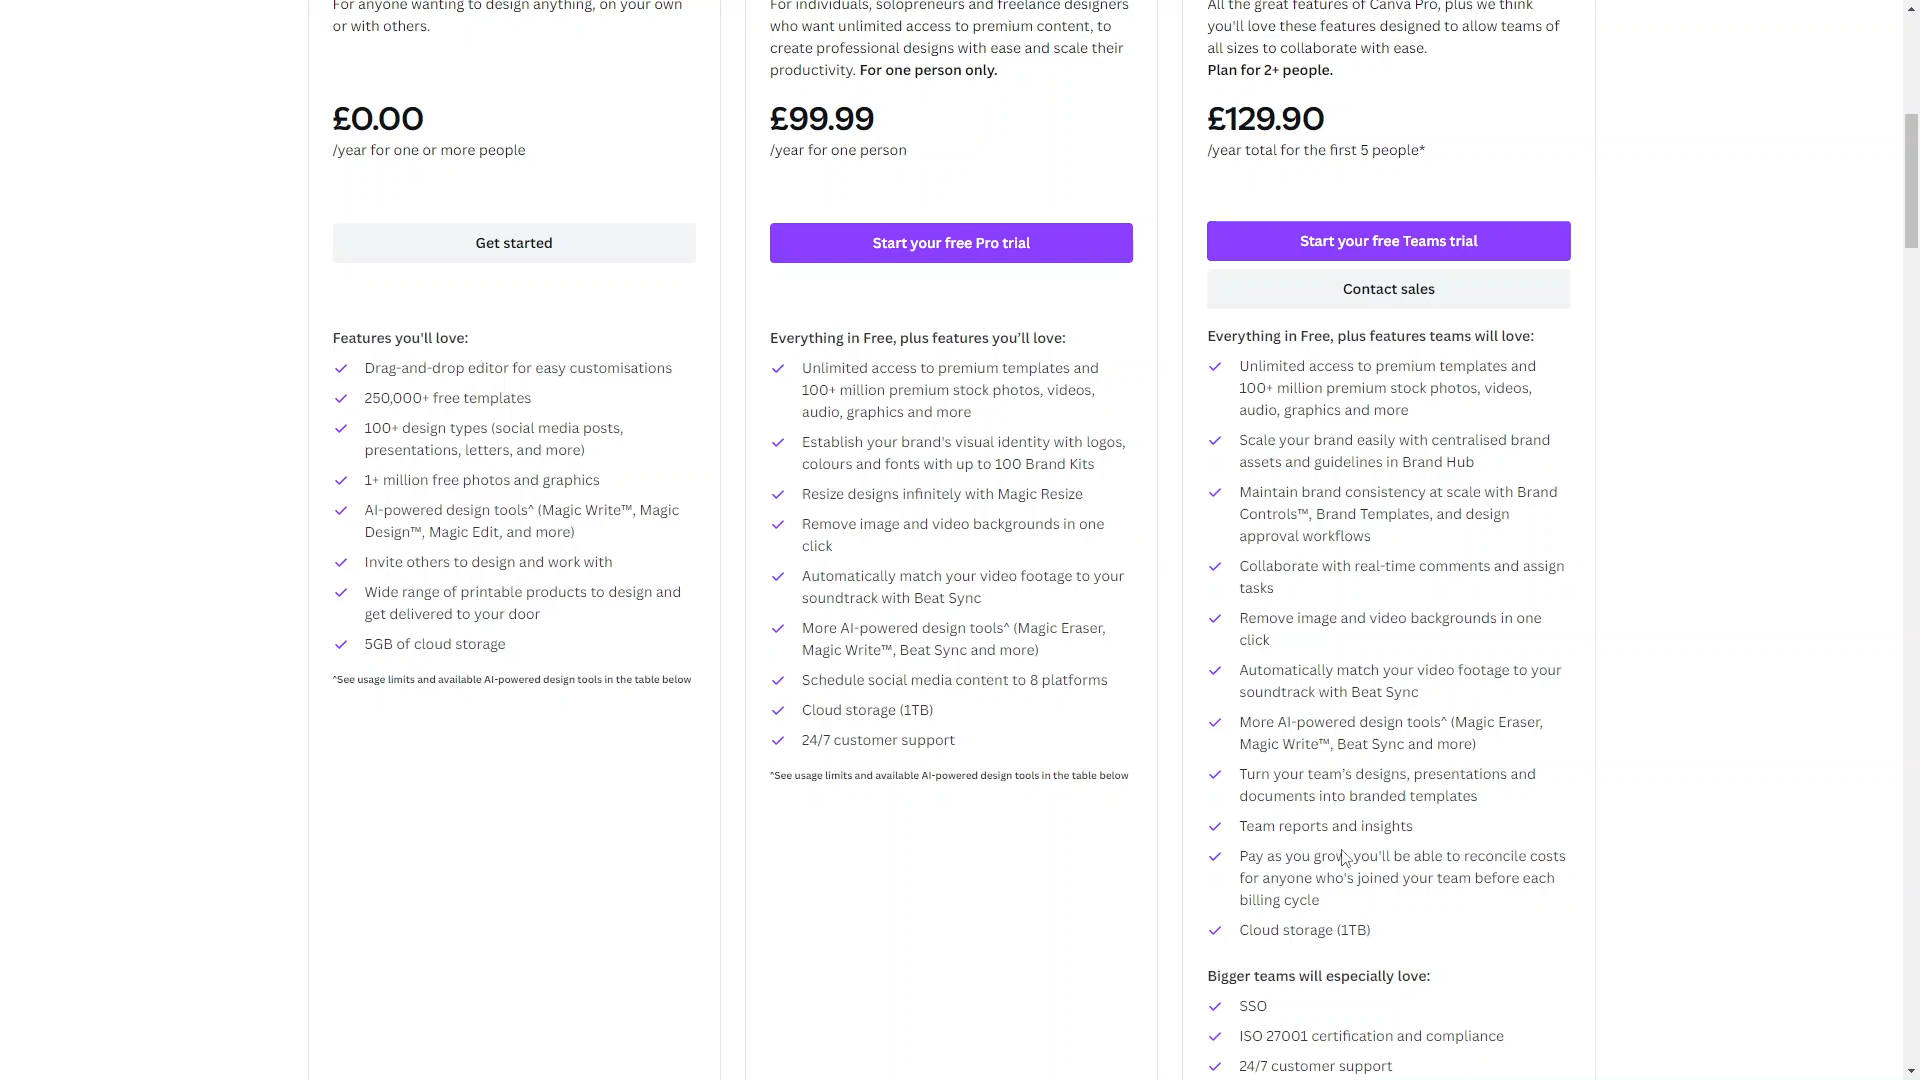 For anyone wanting to design anything, on your own
or with others.
£0.00
/year for one or more people
Get started
Features you'll love:
Drag-and-drop editor for easy customisations
250,000+ free templates
100+ design types (social media posts,
presentations, letters, and more)
1+ million free photos and graphics
AI-powered design tools^ (Magic Write™, Magic
Design™, Magic Edit, and more)
Invite others to design and work with
Wide range of printable products to design and
get delivered to your door
5GB of cloud storage
^See usage limits and available AI-powered design tools in the table below
For individuals, solopreneurs and freelance designers
who want unlimited access to premium content, to
create professional designs with ease and scale their
productivity. For one person only.
£99.99
/year for one person
Start your free Pro trial
Everything in Free, plus features you’ll love:
Unlimited access to premium templates and
100+ million premium stock photos, videos,
audio, graphics and more
Establish your brand's visual identity with logos,
colours and fonts with up to 100 Brand Kits
Resize designs infinitely with Magic Resize
Remove image and video backgrounds in one
click
Automatically match your video footage to your
soundtrack with Beat Sync
More AI-powered design tools^ (Magic Eraser,
Magic Write™, Beat Sync and more)
Schedule social media content to 8 platforms
Cloud storage (1TB)
24/7 customer support
^See usage limits and available AI-powered design tools in the table below
All the great features of Canva Pro, plus we think
you'll love these features designed to allow teams of
all sizes to collaborate with ease.
Plan for 2+ people.
£129.90
/year total for the first 5 people*
Start your free Teams trial
Contact sales
Everything in Free, plus features teams will love:
Unlimited access to premium templates and
100+ million premium stock photos, videos,
audio, graphics and more
Scale your brand easily with centralised brand
assets and guidelines in Brand Hub
Maintain brand consistency at scale with Brand
Controls™, Brand Templates, and design
approval workflows
Collaborate with real-time comments and assign
tasks
Remove image and video backgrounds in one
click
Automatically match your video footage to your
soundtrack with Beat Sync
More AI-powered design tools^ (Magic Eraser,
Magic Write™, Beat Sync and more)
Turn your team’s designs, presentations and
documents into branded templates
Team reports and insights
Pay as you grow you'll be able to reconcile costs
for anyone who's joined your team before each
billing cycle
Cloud storage (1TB)
Bigger teams will especially love:
SSO
ISO 27001 certification and compliance
24/7 customer support